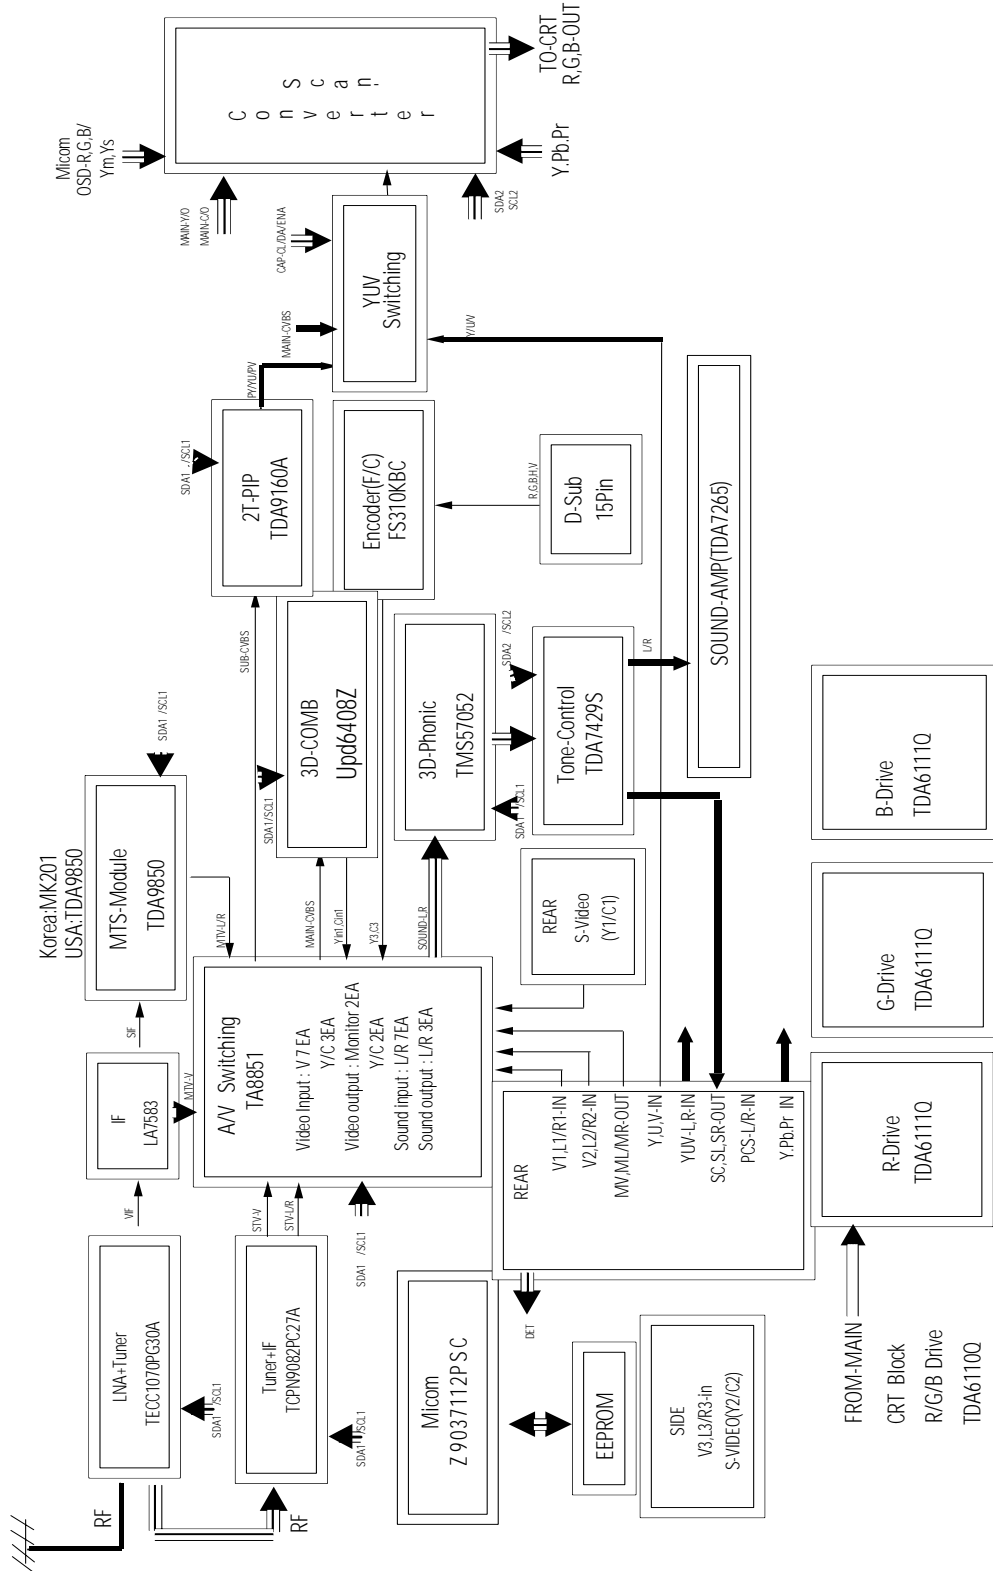 RF
RF
LNA+Tuner
TECC1070PG30A
SDA1 /SCL1
Tuner+IF
TCPN9082PC27A
SDA1 /SCL1
VIF
IF
LA7583
SIF
Korea:MK201
USA:TDA9850
MTS-Module
TDA9850
SDA1 /SCL1
MTV-V
MTV-L/R
STV-V
STV-L/R
SDA1 /SCL1
A/V Switching
TA8851
Video Input : V 7 EA
Y/C 3EA
Video output : Monitor 2EA
Y/C 2EA
Sound input : L/R 7EA
Sound output : L/R 3EA
SUB-CVBS
MAIN-CVBS
Yin1,Cin1
Y3.C3
SOUND-L,R
SDA1/SCL1
3D-COMB
Upd6408Z
SDA1 :/SCL1
2T-PIP
TDA9160A
PY/YU/PV
MAIN-CVBS
CAP-CL/DA/ENA
YUV
Switching
Y/U/V
Encoder(F/C)
FS310KBC
R.G.B.H.V
D-Sub
15Pin
Micom
OSD-R,G,B/
Ym,Ys
MAIN-Y/O
MAIN-C/O
Scan
Converter
SDA2
SCL2
Y.Pb.Pr
TO-CRT
R,G,B-OUT
3D-Phonic
TMS57052
SDA1 /SCL1
SDA2 /SCL2
Tone-Control
TDA7429S
L/R
SOUND-AMP(TDA7265)
REAR
S-Video
(Y1/C1)
REAR
V1,L1/R1-IN
V2,L2/R2-IN
MV,ML/MR-OUT
Y,U,V-IN
YUV-L,R-IN
SC,SL,SR-OUT
PCS-L/R-IN
Y.Pb.Pr IN
DET
Micom
Z9037112PSC
EEPROM
SIDE
V3,L3/R3-in
S-VIDEO(Y2/C2)
FROM-MAIN
CRT Block
R/G/B Drive
TDA6110Q
R-Drive
TDA6111Q
G-Drive
TDA6111Q
B-Drive
TDA6111Q